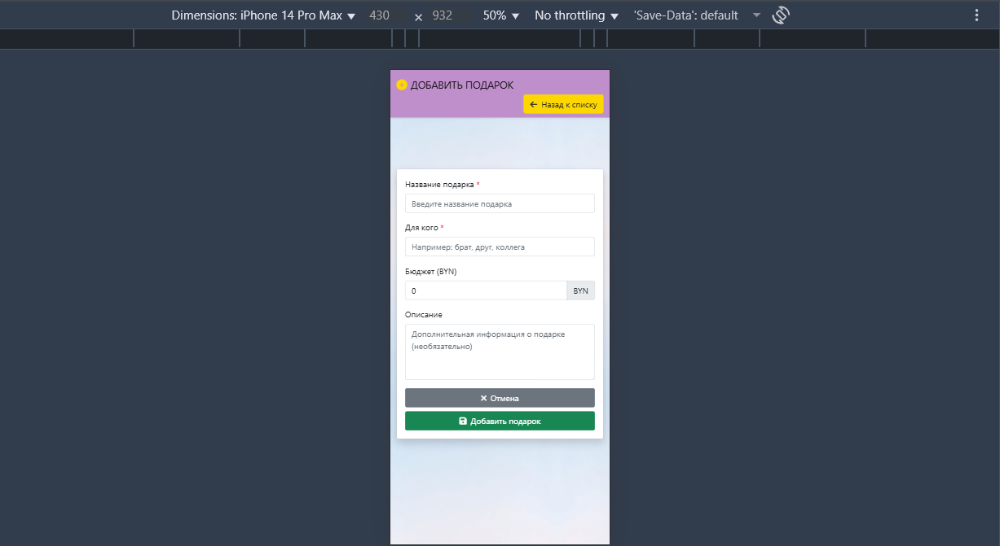 Dimensions: iPhone 14 Pro Max 430 × 932 50% No throttling 'Save-Data': default
ДОБАВИТЬ ПОДАРОК
Назад к списку
Название подарка *
Введите название подарка
Для кого *
Например: брат, друг, коллега
Бюджет (BYN)
0 BYN
Описание
Дополнительная информация о подарке
(необязательно)
Отмена
Добавить подарок